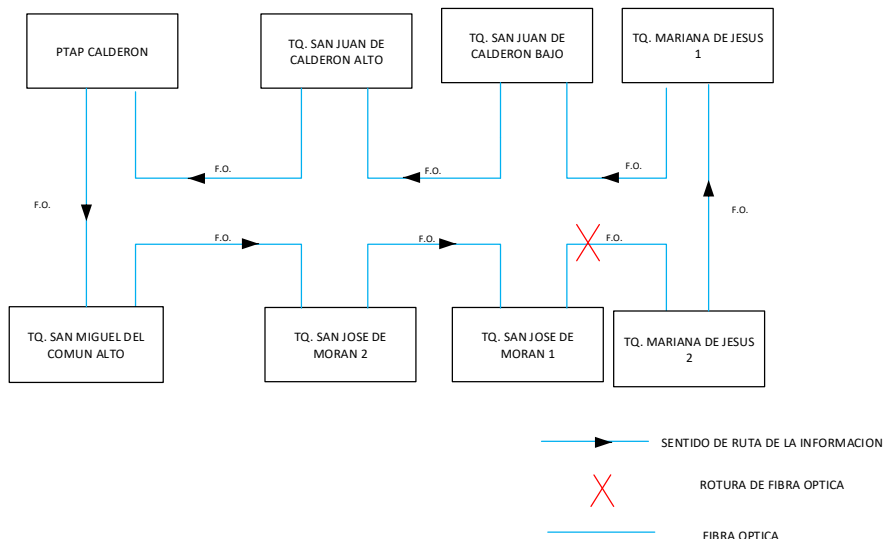 PTAP CALDERON
TQ. SAN JUAN DE
CALDERON ALTO
TQ. SAN JUAN DE
CALDERON BAJO
TQ. MARIANA DE JESUS
1
F.O.
F.O.
F.O.
F.O.
F.O.
F.O.
F.O.
F.O.
TQ. SAN MIGUEL DEL
COMUN ALTO
TQ. SAN JOSE DE
MORAN 2
TQ. SAN JOSE DE
MORAN 1
TQ. MARIANA DE JESUS
2
SENTIDO DE RUTA DE LA INFORMACION
ROTURA DE FIBRA OPTICA
FIBRA OPTICA